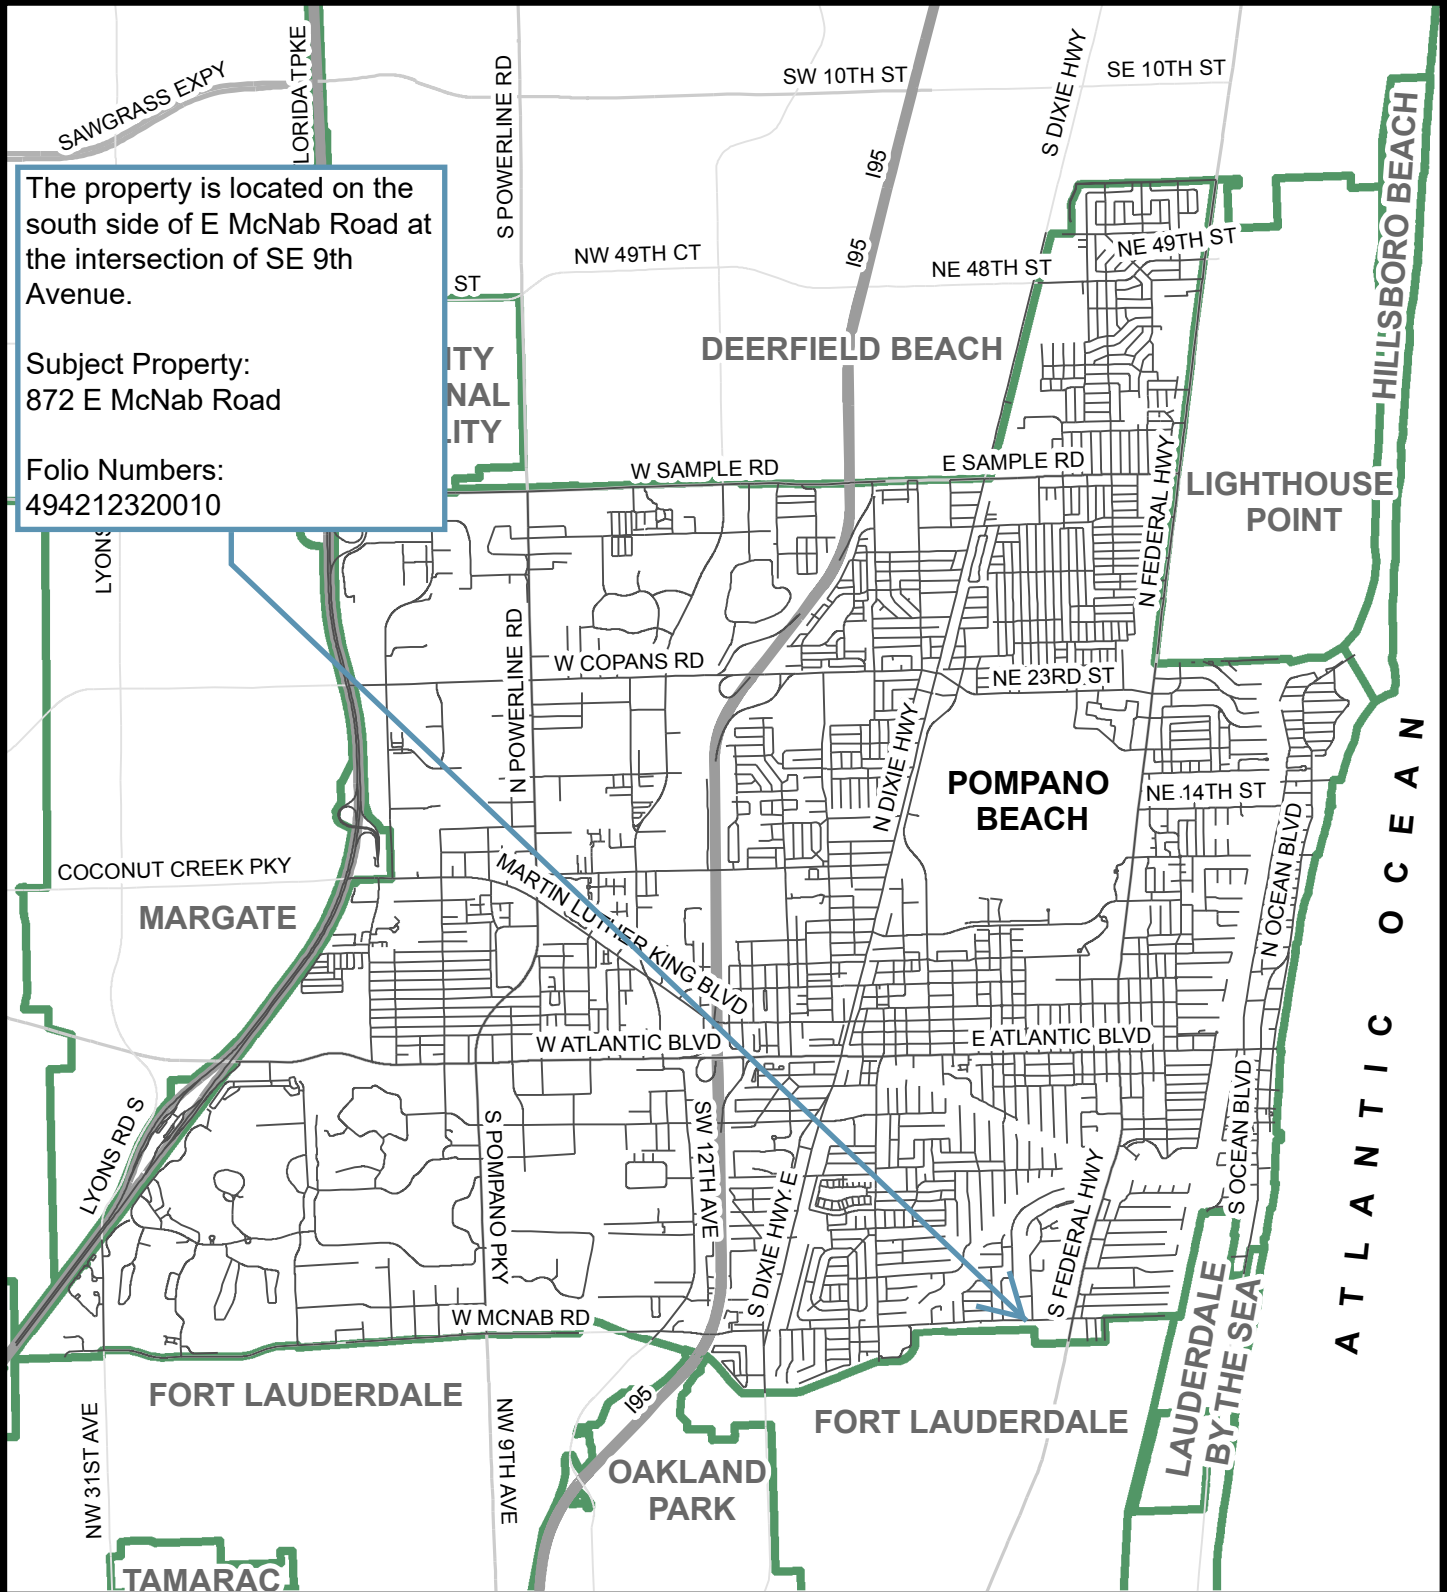 SAWGRASS EXPY
LORIDA TPKE
S POWERLINE RD
SW 10TH ST
S DIXIE HWY
SE 10TH ST
I95
HILLSBORO BEACH
The property is located on the
south side of E McNab Road at
the intersection of SE 9th
Avenue.
Subject Property:
872 E McNab Road
Folio Numbers:
494212320010
NW 49TH CT
I95
NE 48TH ST
NE 49TH ST
ST
ITY
NAL
LITY
DEERFIELD BEACH
W SAMPLE RD
E SAMPLE RD
N FEDERAL HWY
LIGHTHOUSE
POINT
LYONS
N POWERLINE RD
W COPANS RD
NE 23RD ST
N DIXIE HWY
POMPANO
BEACH
NE 14TH ST
N OCEAN BLVD
COCONUT CREEK PKY
MARGATE
MARTIN LUTHER KING BLVD
W ATLANTIC BLVD
E ATLANTIC BLVD
ATLANTIC OCEAN
LYONS RD S
S POMPANO PKY
SW 12TH AVE
S DIXIE HWY E
S FEDERAL HWY
S OCEAN BLVD
W MCNAB RD
LAUDERDALE
BY THE SEA
FORT LAUDERDALE
FORT LAUDERDALE
I95
NW 31ST AVE
NW 9TH AVE
OAKLAND
PARK
TAMARAC